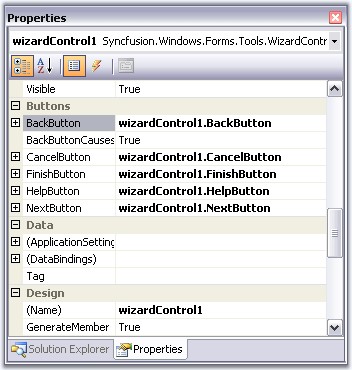 Properties
wizardControl1 Syncfusion.Windows.Forms.Tools.WizardContr
Visible True
Buttons
BackButton wizardControl1.BackButton
BackButtonCauses True
CancelButton wizardControl1.CancelButton
FinishButton wizardControl1.FinishButton
HelpButton wizardControl1.HelpButton
NextButton wizardControl1.NextButton
Data
(ApplicationSetting
(DataBindings)
Tag
Design
(Name) wizardControl1
GenerateMember True
Solution Explorer Properties